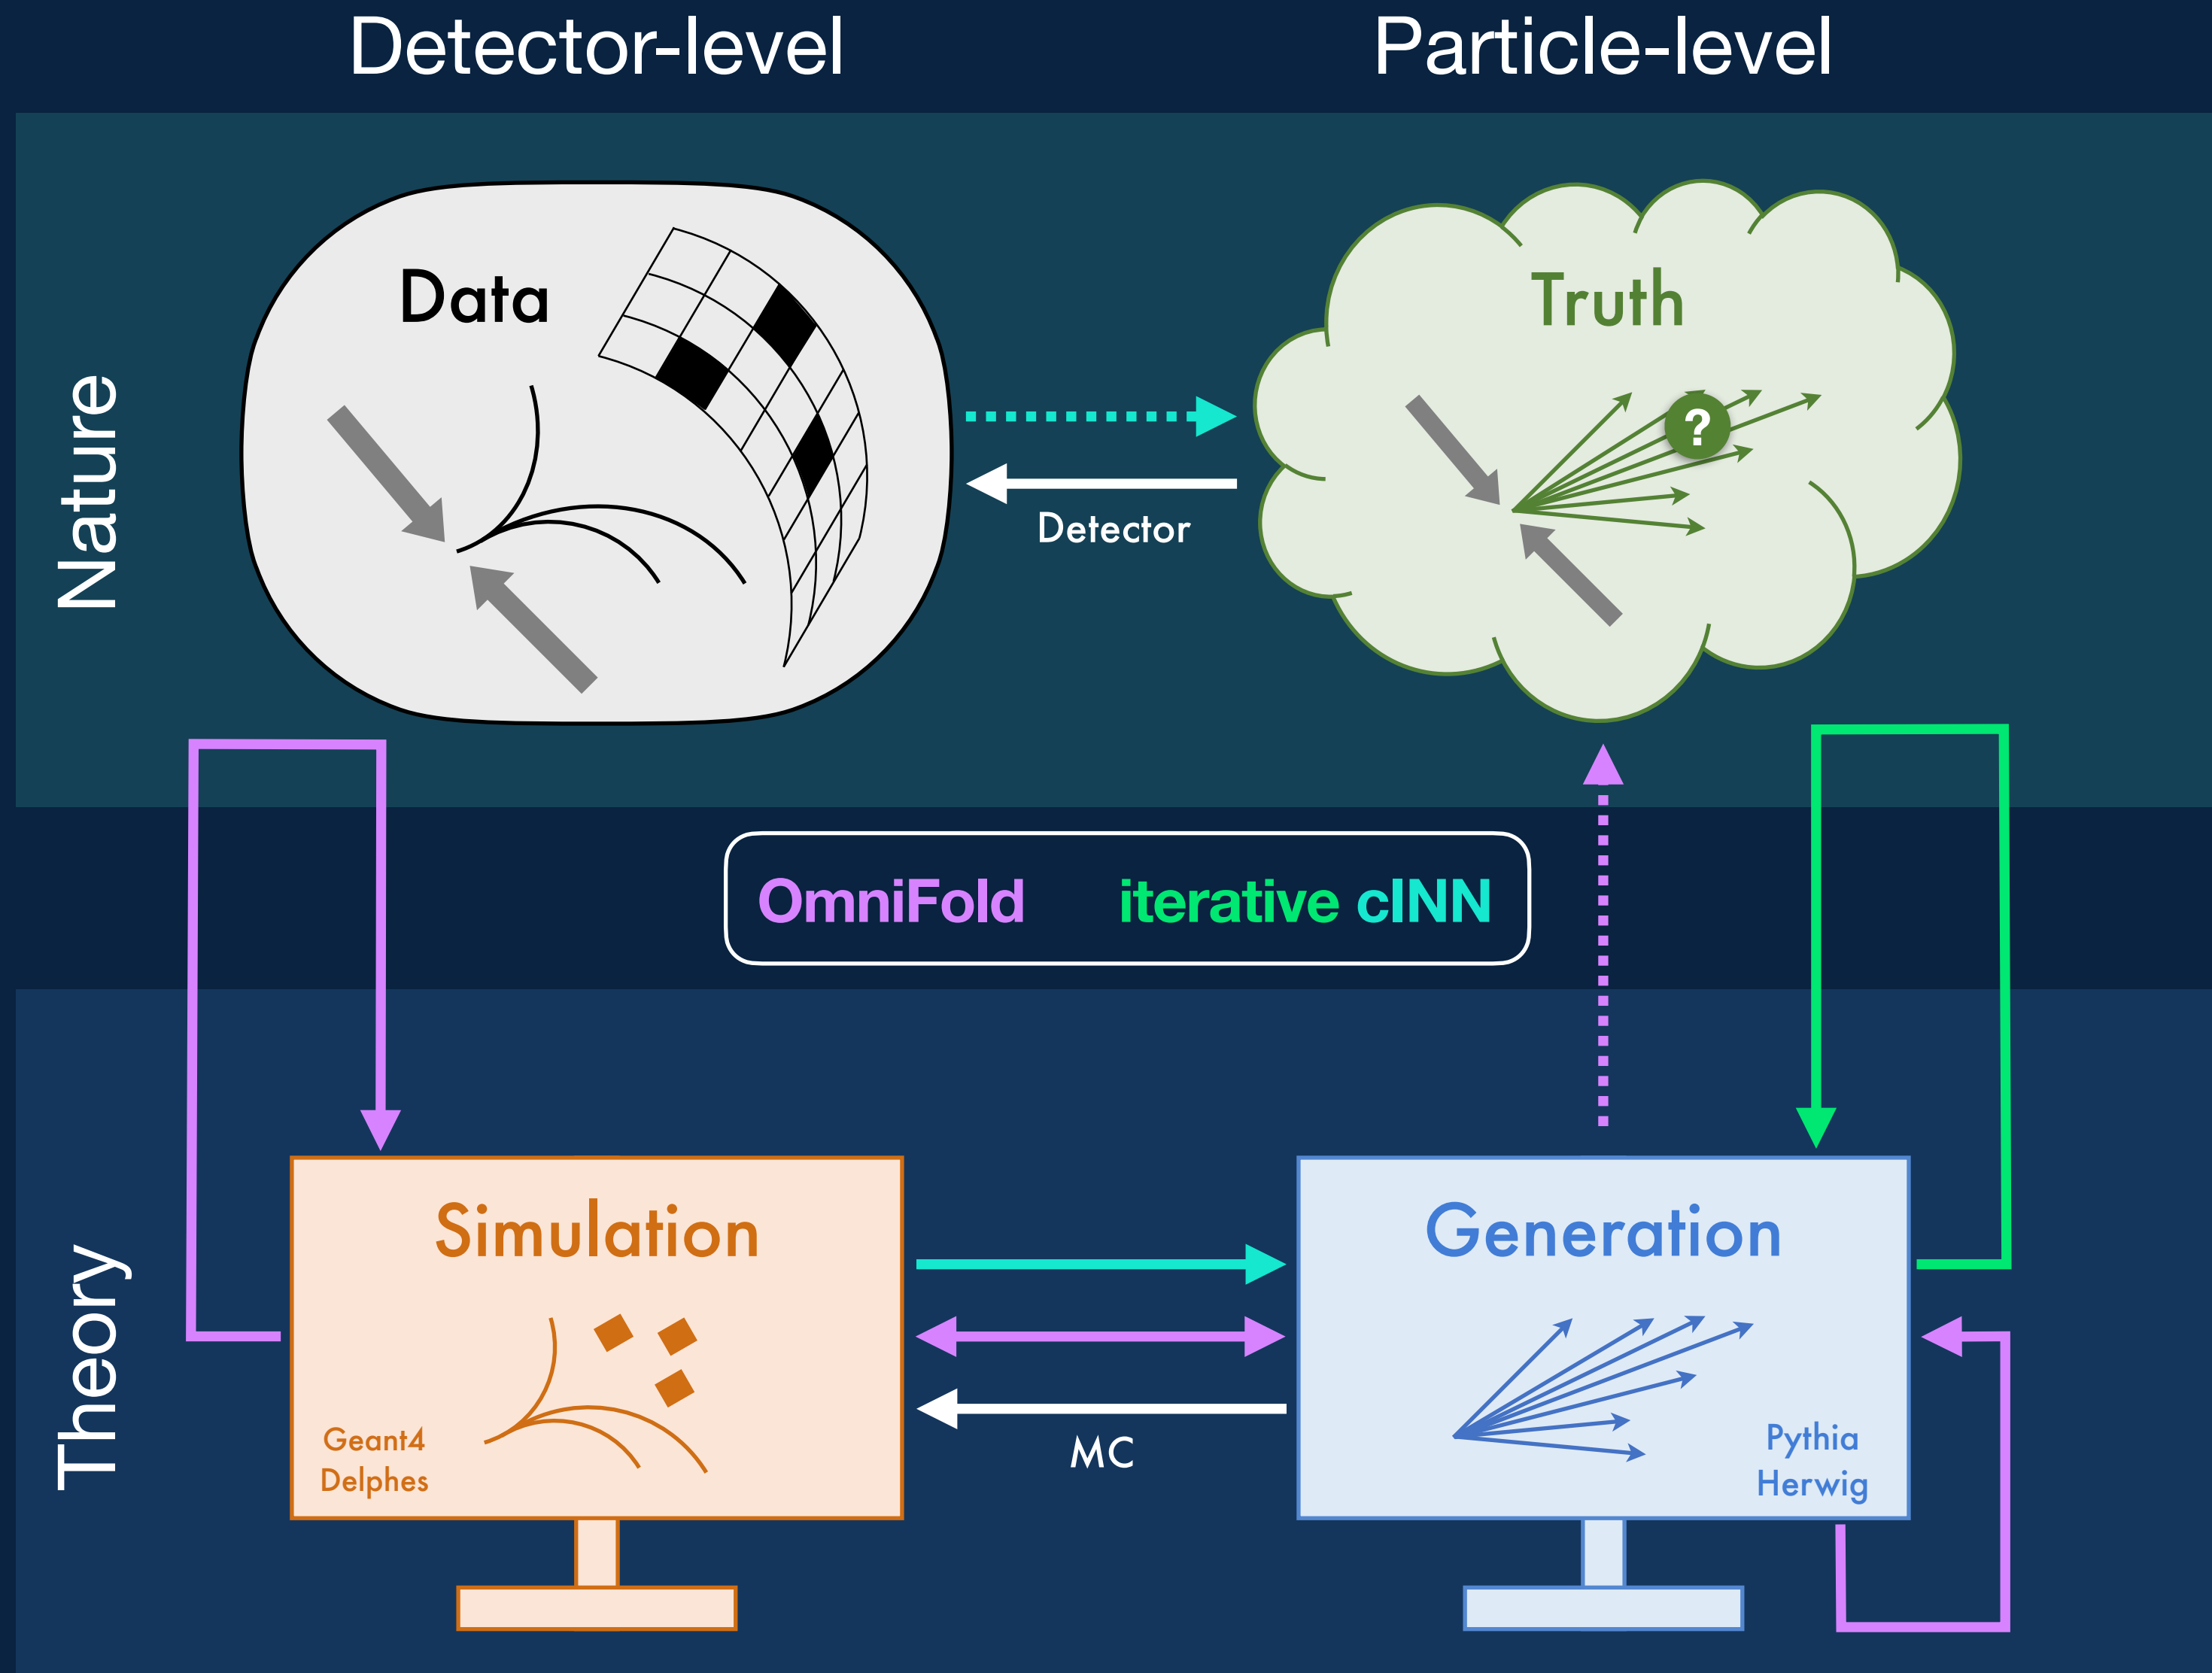 Detector-level
Particle-level
Nature
Data
Truth
?
Detector
OmniFold
iterative cINN
Theory
Simulation
Generation
MC
Geant4
Delphes
Pythia
Herwig